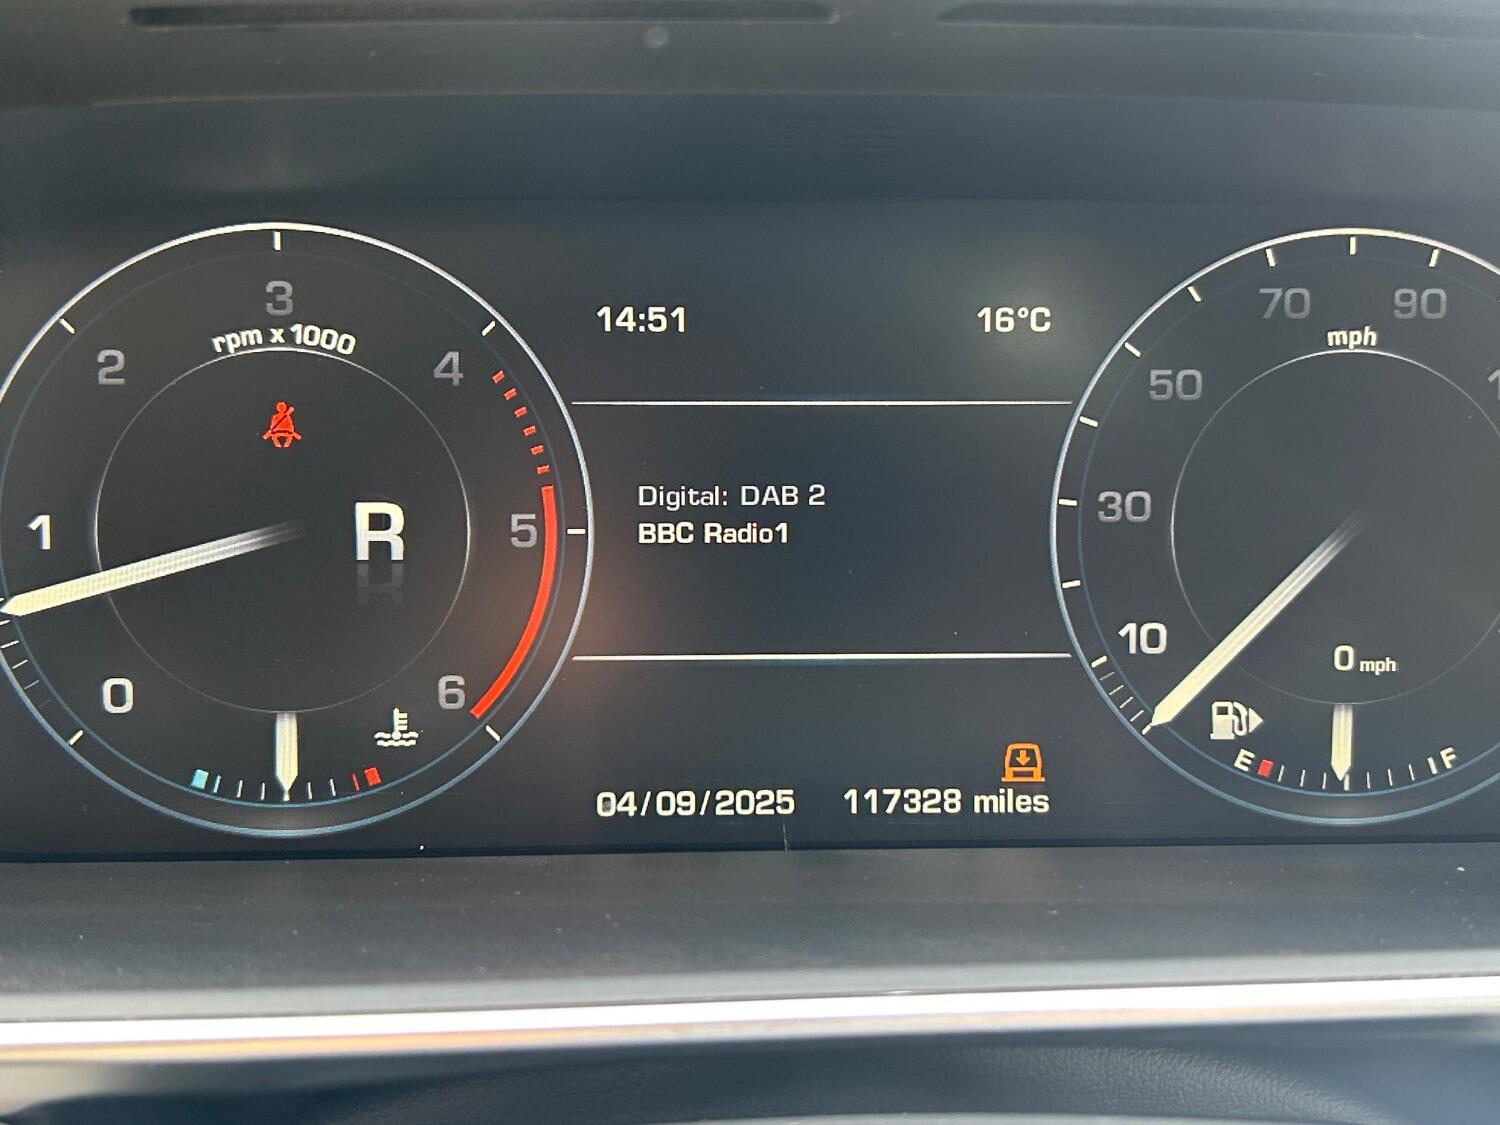 3
2
4
rpm x 1000
1
R
5
0
6
14:51 16°C
Digital: DAB 2
BBC Radio1
04/09/2025 117328 miles
70 90
mph
50
30
10
0 mph
E F